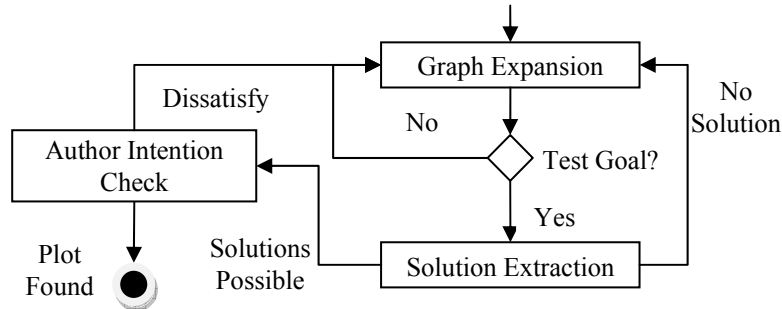 Graph Expansion
Dissatisfy
No
Solution
No
Author Intention
Check
Test Goal?
Yes
Plot
Found
Solutions
Possible
Solution Extraction